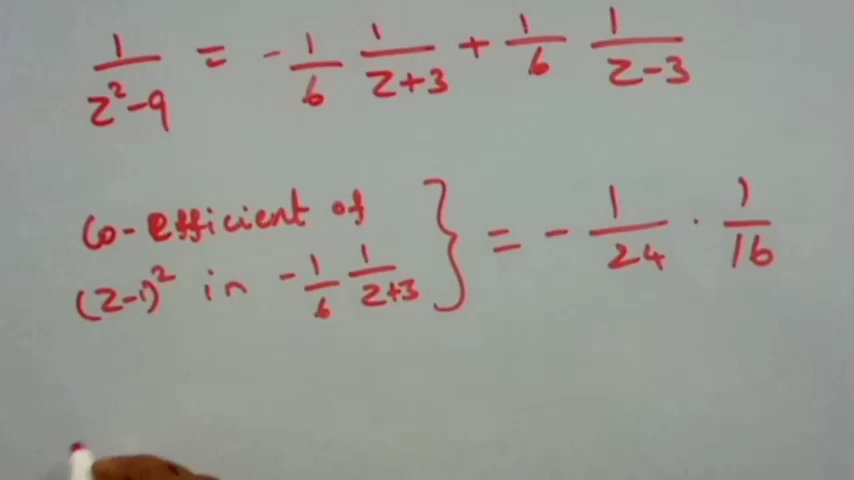 1/(z²-9) = - 1/6 1/(z+3) + 1/6 1/(z-3)
Co-efficient of
(z-1)² in - 1/6 1/(z+3) } = - 1/24 · 1/16